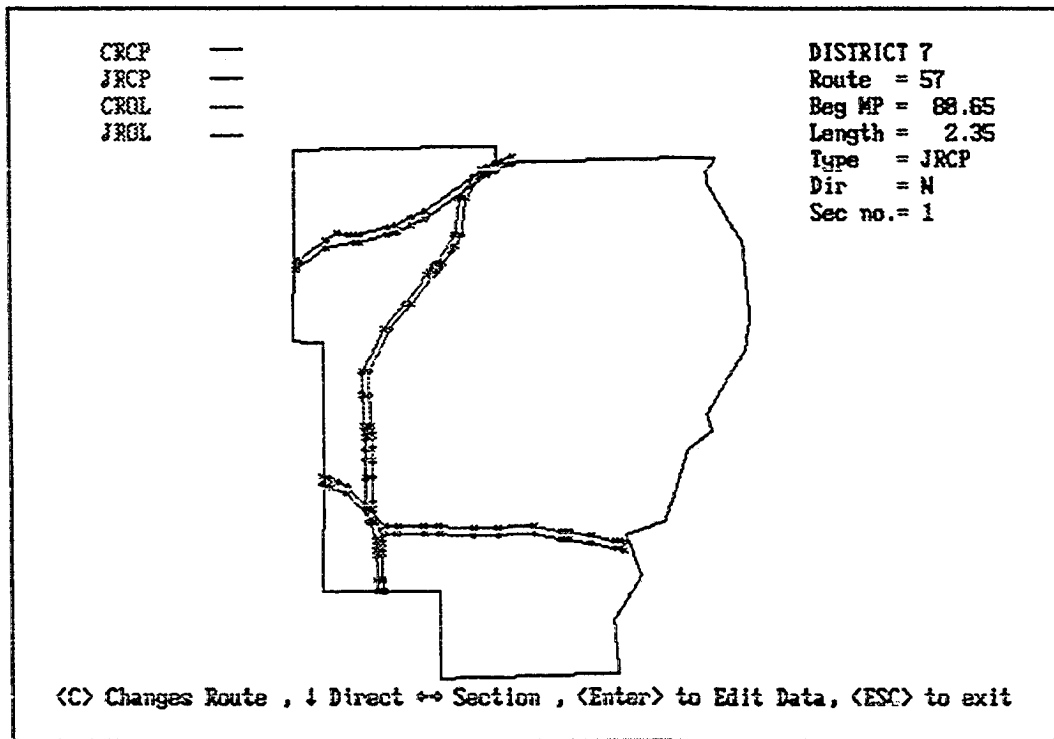 CRCP
JRCP
CROL
JROL
DISTRICT 7
Route = 57
Beg MP = 88.65
Length = 2.35
Type = JRCP
Dir = N
Sec no.= 1
<C> Changes Route , ↓ Direct ↔ Section , <Enter> to Edit Data, <ESC> to exit